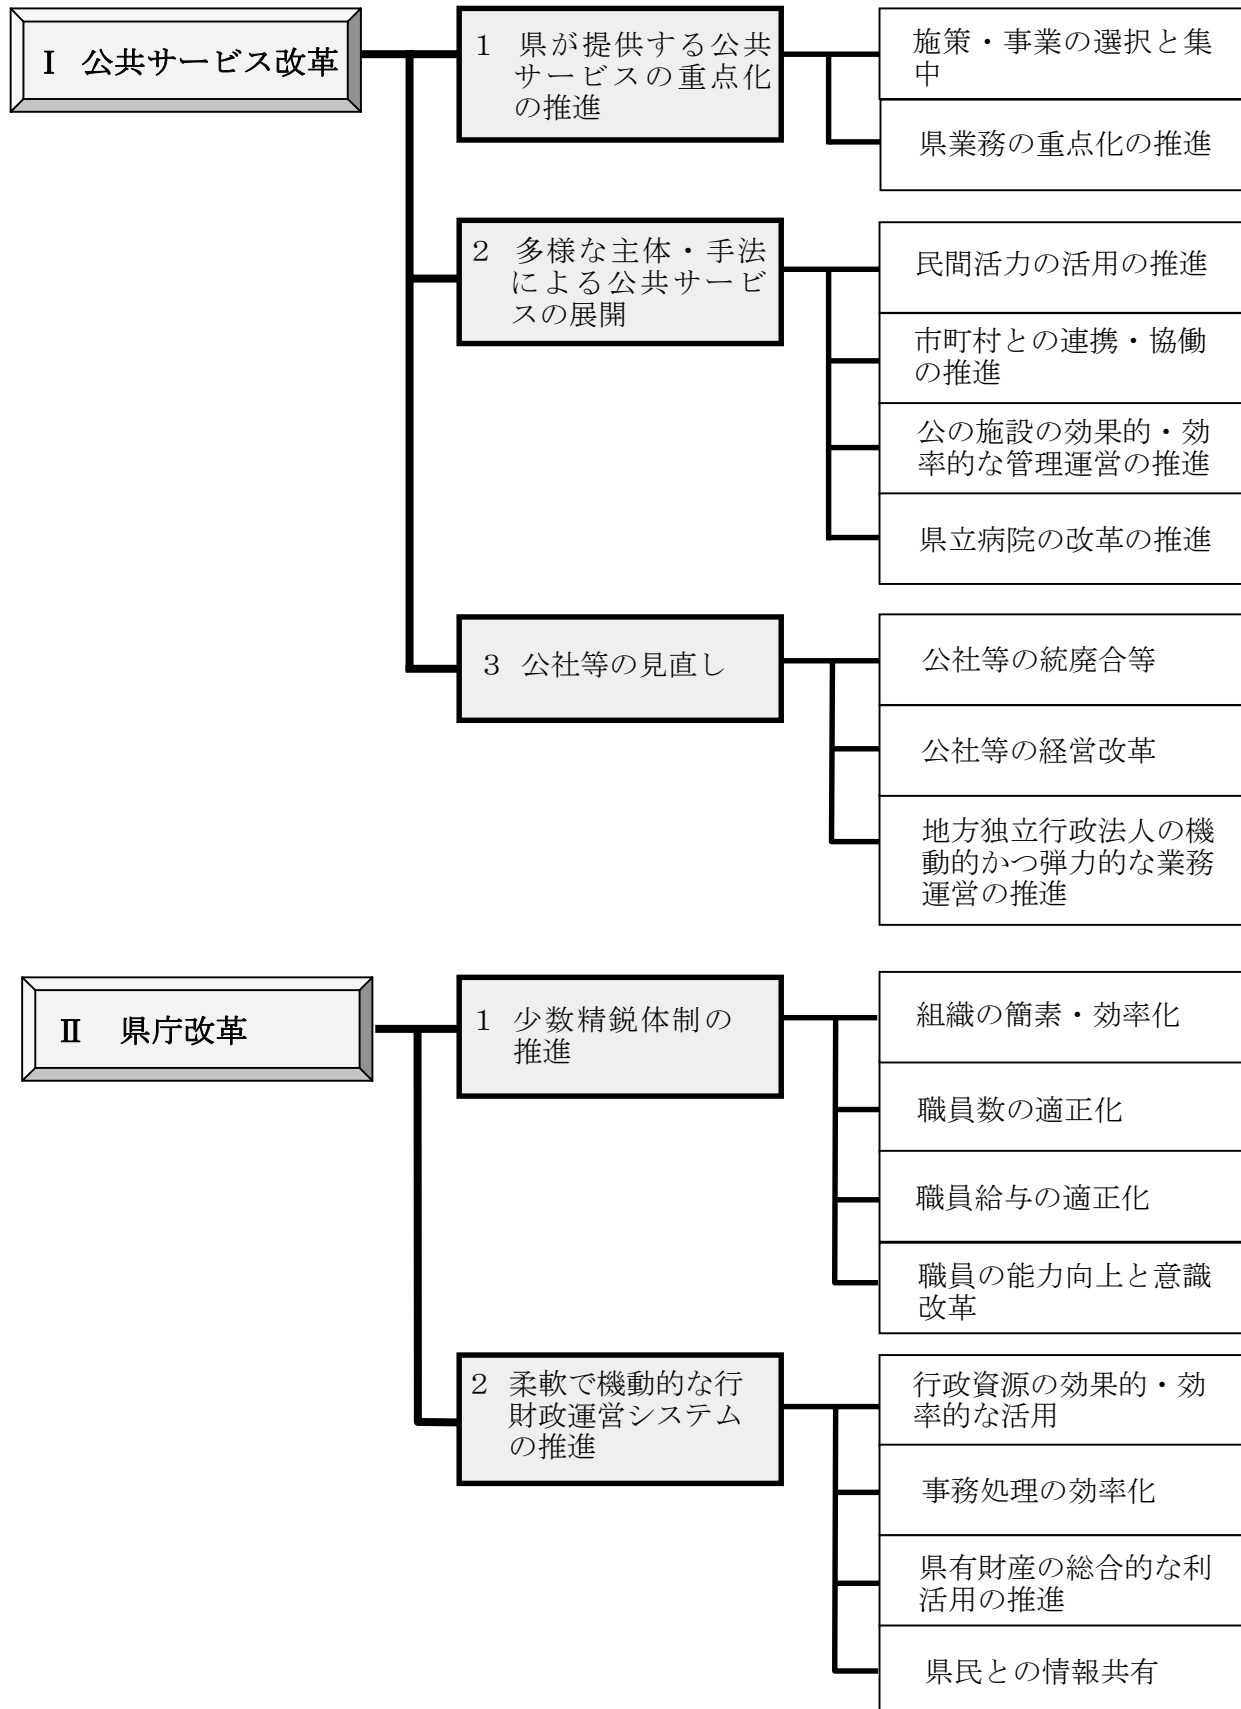 Ⅰ 公共サービス改革
1 県が提供する公共
サービスの重点化
の推進
施策・事業の選択と集
中
県業務の重点化の推進
2 多様な主体・手法
による公共サービ
スの展開
民間活力の活用の推進
市町村との連携・協働
の推進
公の施設の効果的・効
率的な管理運営の推進
県立病院の改革の推進
3 公社等の見直し
公社等の統廃合等
公社等の経営改革
地方独立行政法人の機
動的かつ弾力的な業務
運営の推進
Ⅱ 県庁改革
1 少数精鋭体制の
推進
組織の簡素・効率化
職員数の適正化
職員給与の適正化
職員の能力向上と意識
改革
2 柔軟で機動的な行
財政運営システム
の推進
行政資源の効果的・効
率的な活用
事務処理の効率化
県有財産の総合的な利
活用の推進
県民との情報共有